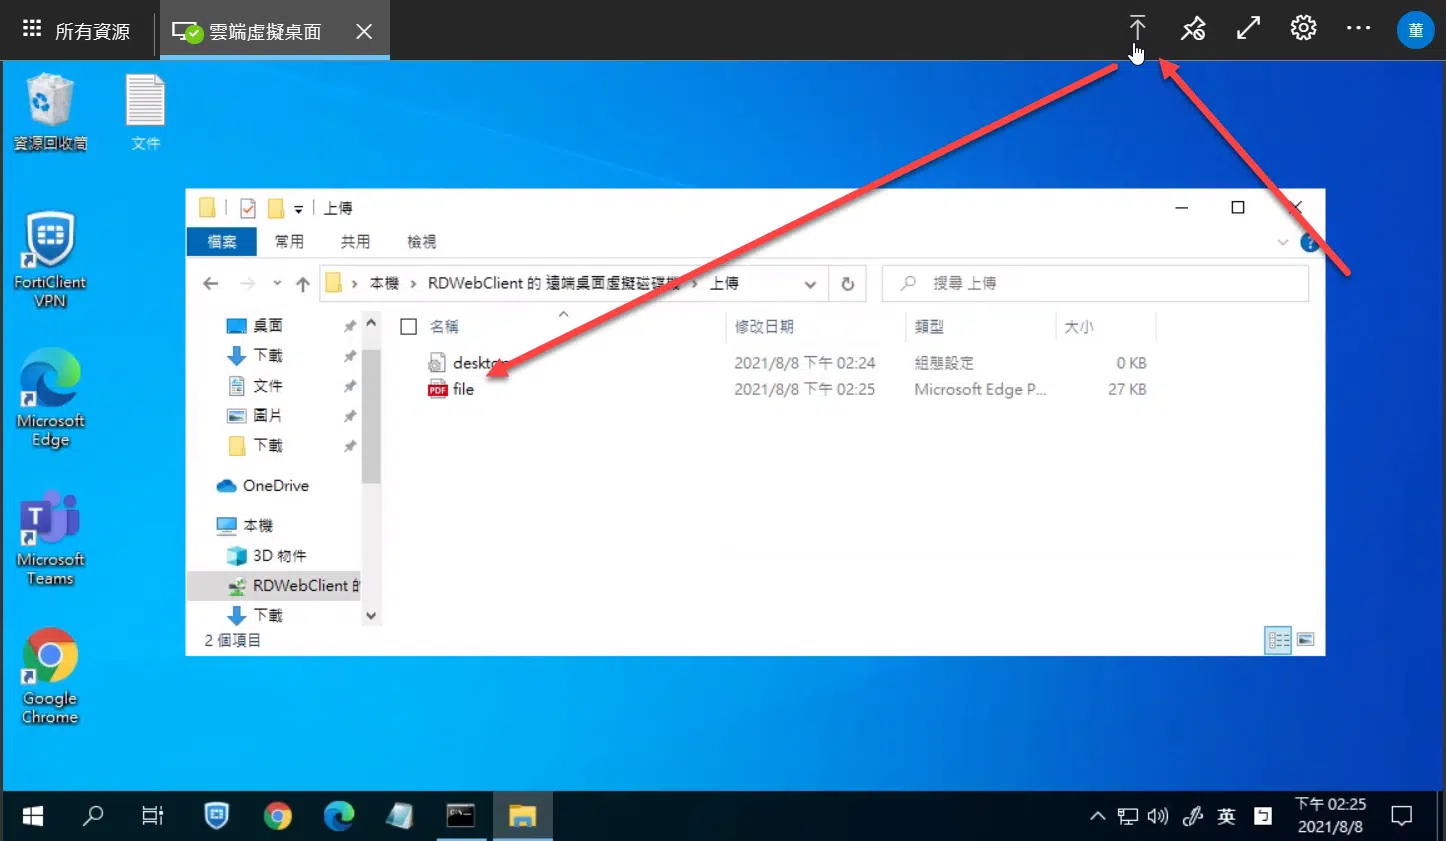 所有資源
雲端虛擬桌面
董
資源回收筒
文件
FortiClient
VPN
Microsoft
Edge
Microsoft
Teams
Google
Chrome
上傳
檔案 常用 共用 檢視
本機 › RDWebClient 的 遠端桌面虛擬磁碟機 › 上傳
搜尋 上傳
桌面
下載
文件
圖片
下載
OneDrive
本機
3D 物件
RDWebClient 的
下載
名稱 修改日期 類型 大小
desktop 2021/8/8 下午 02:24 組態設定 0 KB
PDF file 2021/8/8 下午 02:25 Microsoft Edge P... 27 KB
2 個項目
英
下午 02:25
2021/8/8